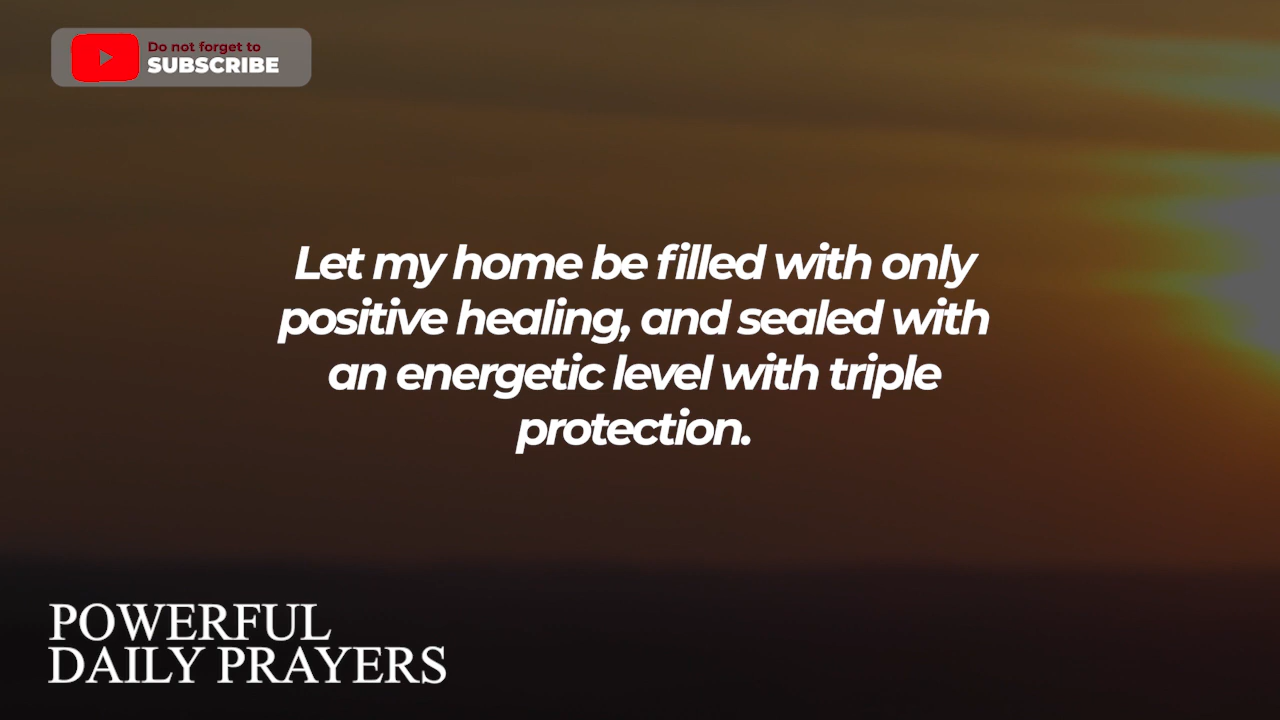 Do not forget to
SUBSCRIBE
Let my home be filled with only
positive healing, and sealed with
an energetic level with triple
protection.
POWERFUL
DAILY PRAYERS